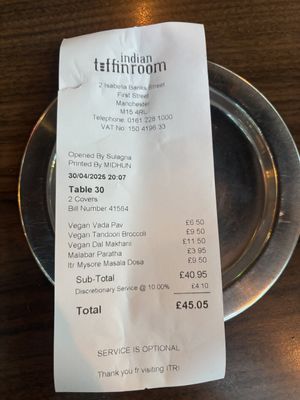 indian
tiffinroom
2 Isabella Banks Street
First Street
Manchester
M15 4RL
Telephone: 0161 228 1000
VAT No: 150 4196 33
Opened By Sulagna
Printed By MIDHUN
30/04/2025 20:07
Table 30
2 Covers
Bill Number 41564
Vegan Vada Pav £6.50
Vegan Tandoori Broccoli £9.50
Vegan Dal Makhani £11.50
Malabar Paratha £3.95
Itr Mysore Masala Dosa £9.50
Sub-Total £40.95
Discretionary Service @ 10.00% £4.10
Total £45.05
SERVICE IS OPTIONAL
Thank you fr visiting (TR)